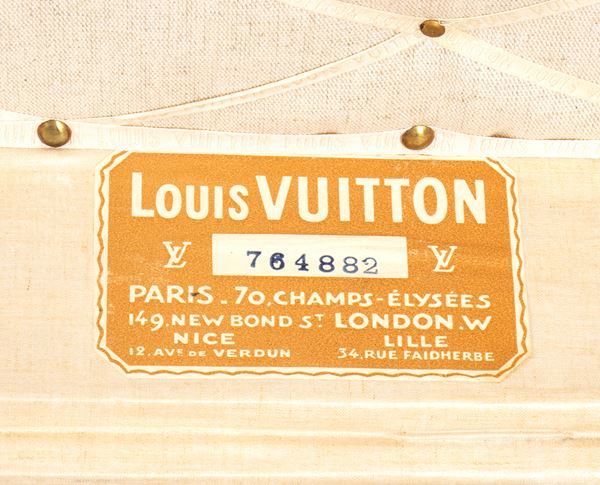 LOUIS VUITTON
LV 764882 LV
PARIS. 70, CHAMPS-ÉLYSÉES
149, NEW BOND ST LONDON.W
NICE LILLE
12. AVE DE VERDUN 34, RUE FAIDHERBE